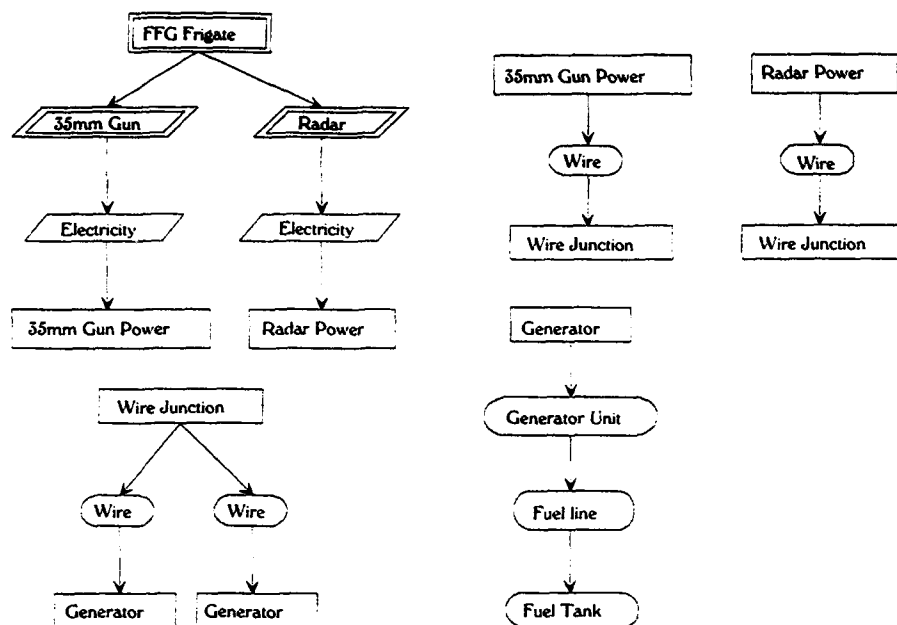 FFG Frigate
35mm Gun
Radar
Electricity
Electricity
35mm Gun Power
Radar Power
35mm Gun Power
Radar Power
Wire
Wire
Wire Junction
Wire Junction
Wire Junction
Wire
Wire
Generator
Generator
Generator
Generator Unit
Fuel line
Fuel Tank